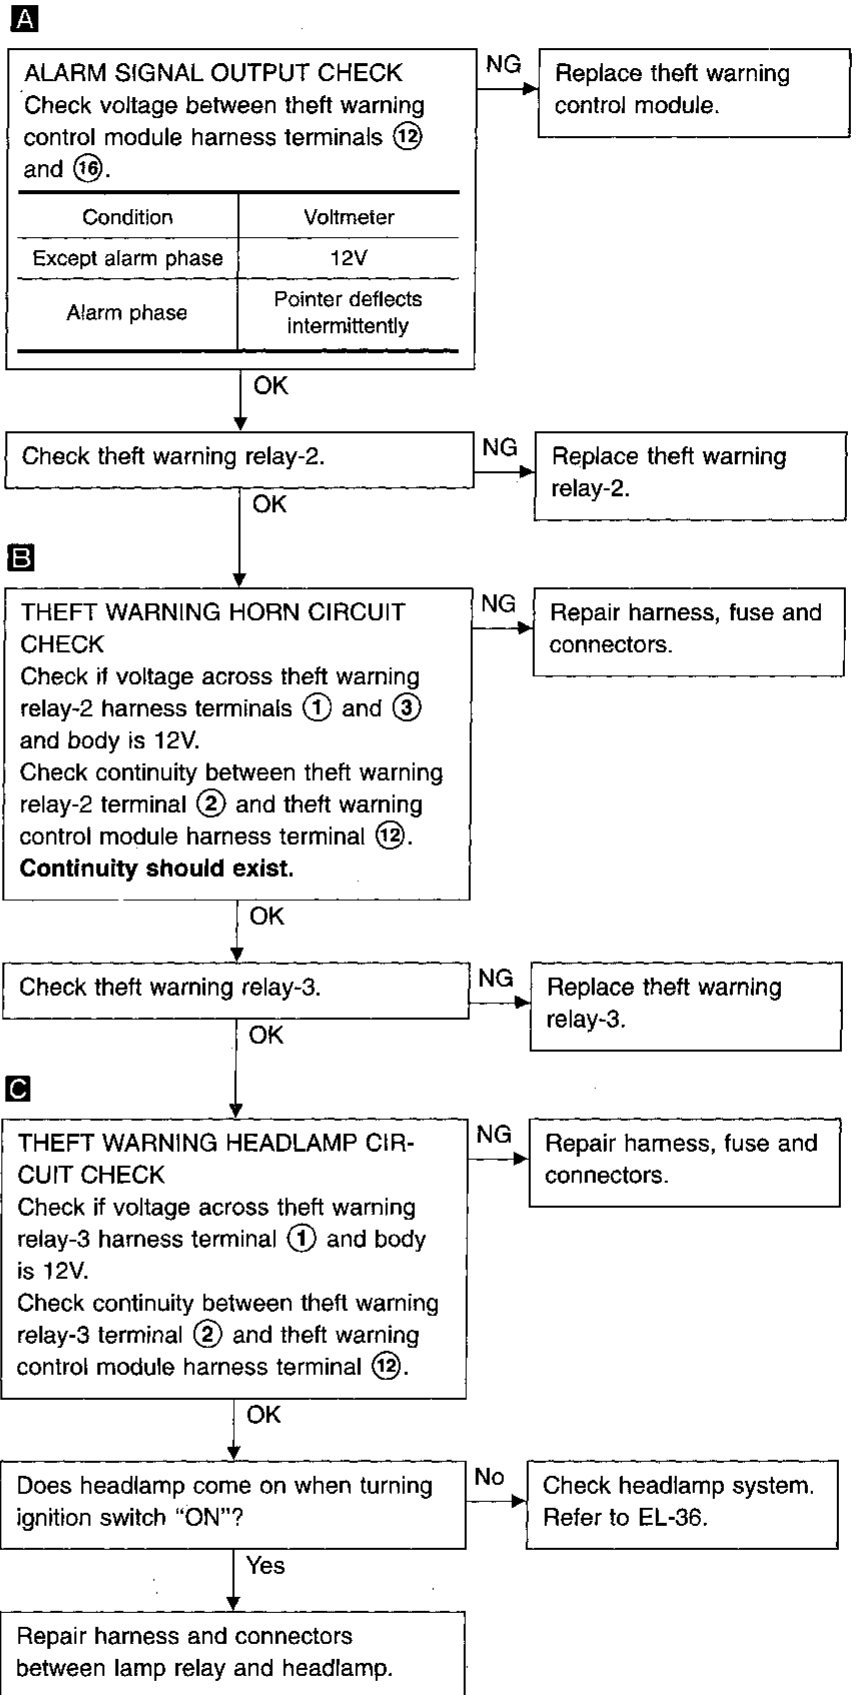 A
ALARM SIGNAL OUTPUT CHECK
Check voltage between theft warning
control module harness terminals ⑫
and ⑯.
Condition
Voltmeter
Except alarm phase
12V
Alarm phase
Pointer deflects
intermittently
NG
Replace theft warning
control module.
OK
Check theft warning relay-2.
NG
Replace theft warning
relay-2.
OK
B
THEFT WARNING HORN CIRCUIT
CHECK
Check if voltage across theft warning
relay-2 harness terminals ① and ③
and body is 12V.
Check continuity between theft warning
relay-2 terminal ② and theft warning
control module harness terminal ⑫.
Continuity should exist.
NG
Repair harness, fuse and
connectors.
OK
Check theft warning relay-3.
NG
Replace theft warning
relay-3.
OK
C
THEFT WARNING HEADLAMP CIR-
CUIT CHECK
Check if voltage across theft warning
relay-3 harness terminal ① and body
is 12V.
Check continuity between theft warning
relay-3 terminal ② and theft warning
control module harness terminal ⑫.
NG
Repair harness, fuse and
connectors.
OK
Does headlamp come on when turning
ignition switch “ON”?
No
Check headlamp system.
Refer to EL-36.
Yes
Repair harness and connectors
between lamp relay and headlamp.